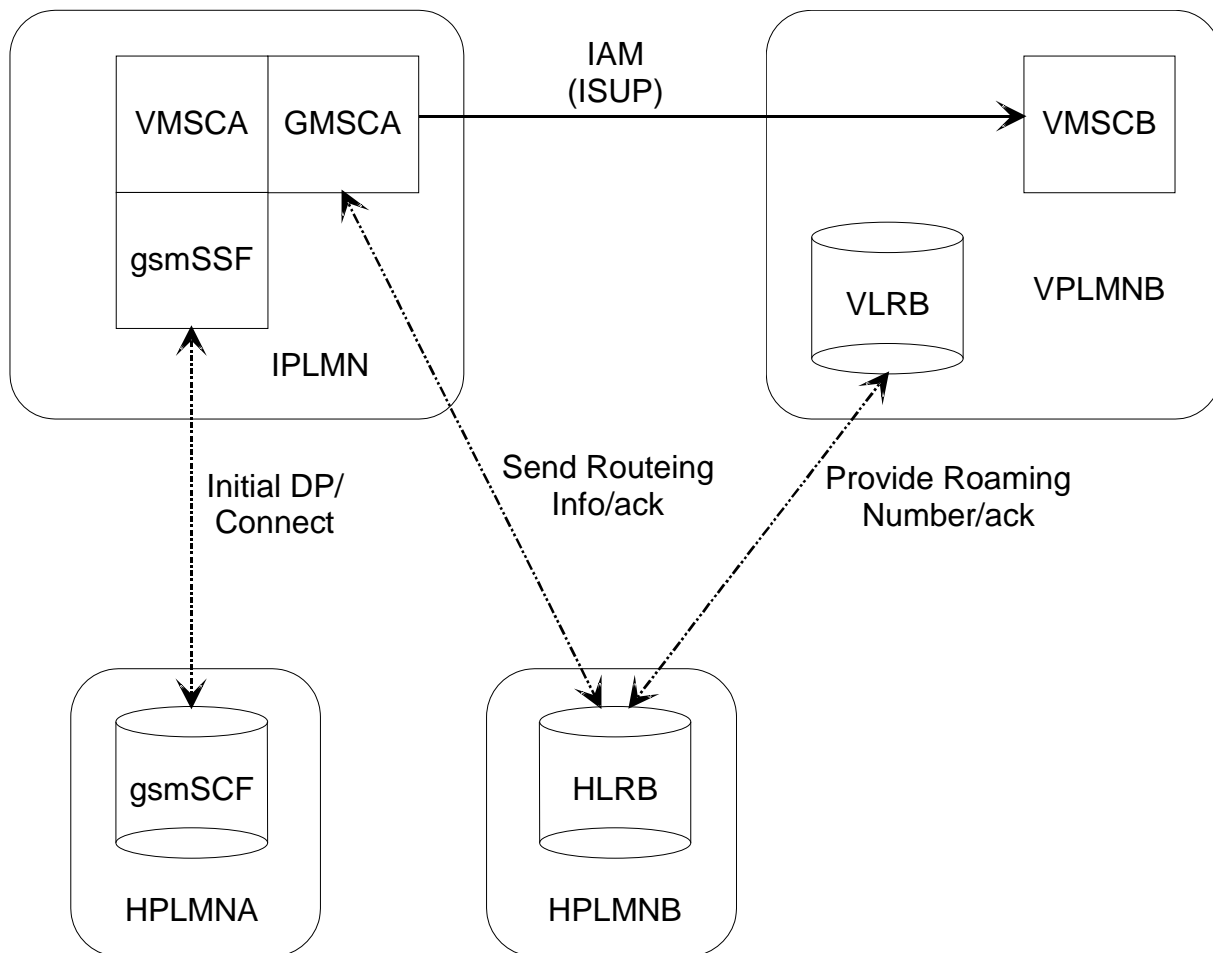 IAM
(ISUP)
VMSCA
GMSCA
VMSCB
gsmSSF
VLRB
VPLMNB
IPLMN
Initial DP/
Connect
Send Routeing
Info/ack
Provide Roaming
Number/ack
gsmSCF
HLRB
HPLMNA
HPLMNB